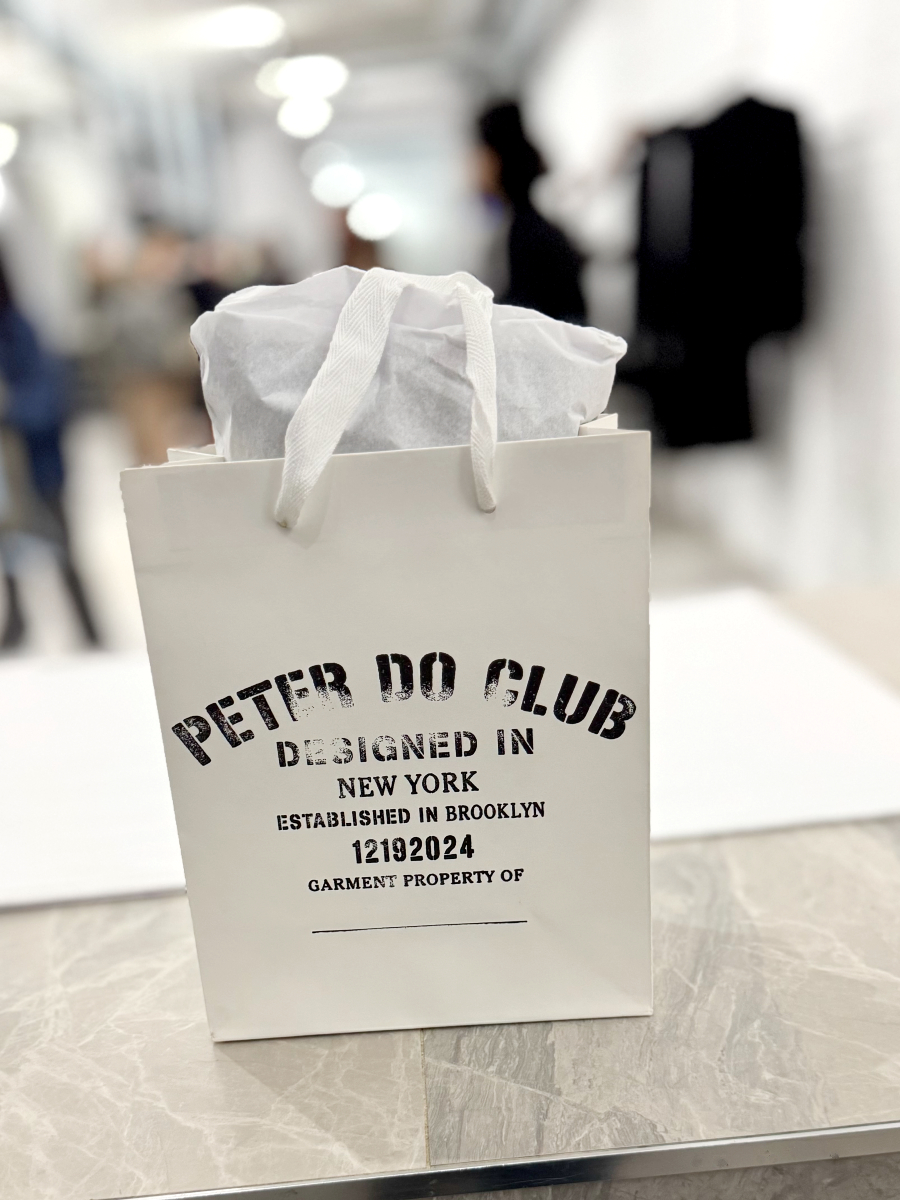 PETER DO CLUB
DESIGNED IN
NEW YORK
ESTABLISHED IN BROOKLYN
12192024
GARMENT PROPERTY OF